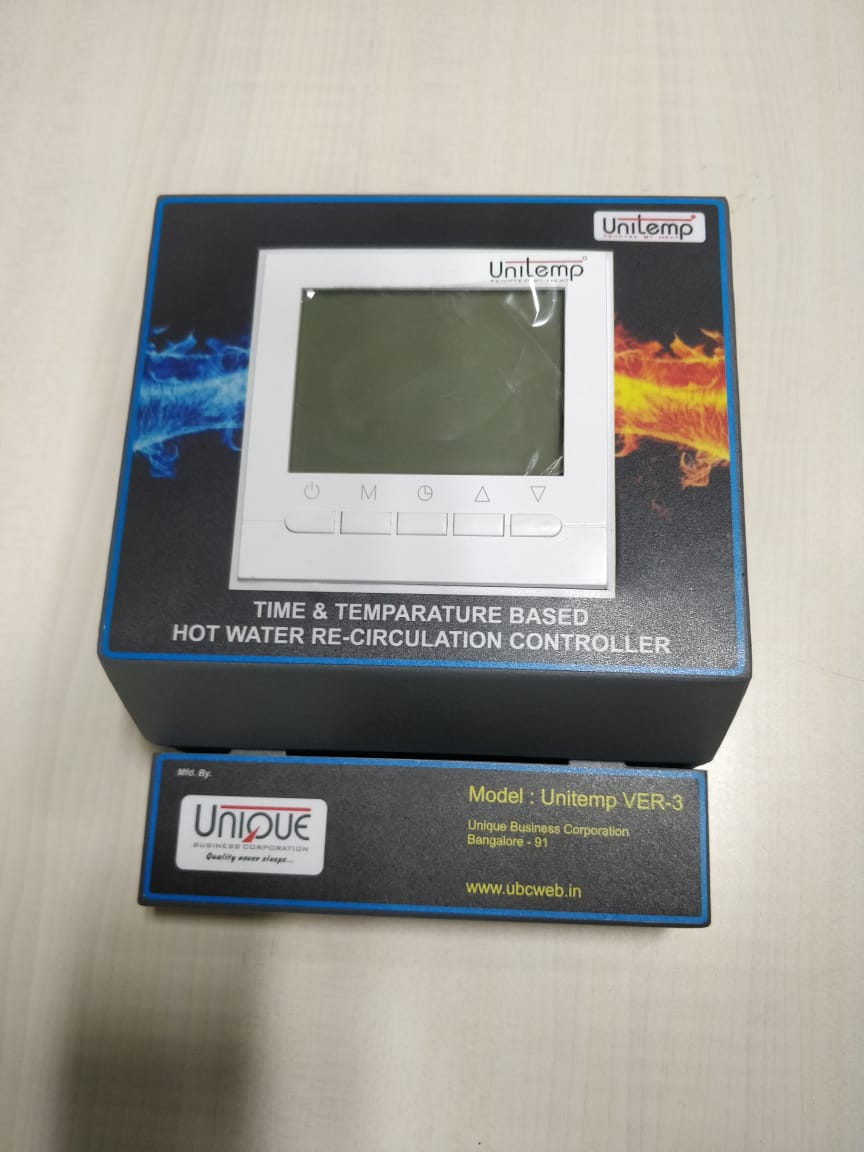 Unitemp
Unitemp
M
TIME & TEMPARATURE BASED
HOT WATER RE-CIRCULATION CONTROLLER
Mfd. By.
UNIQUE
BUSINESS CORPORATION
Quality never sleeps...
Model : Unitemp VER-3
Unique Business Corporation
Bangalore - 91
www.ubcweb.in